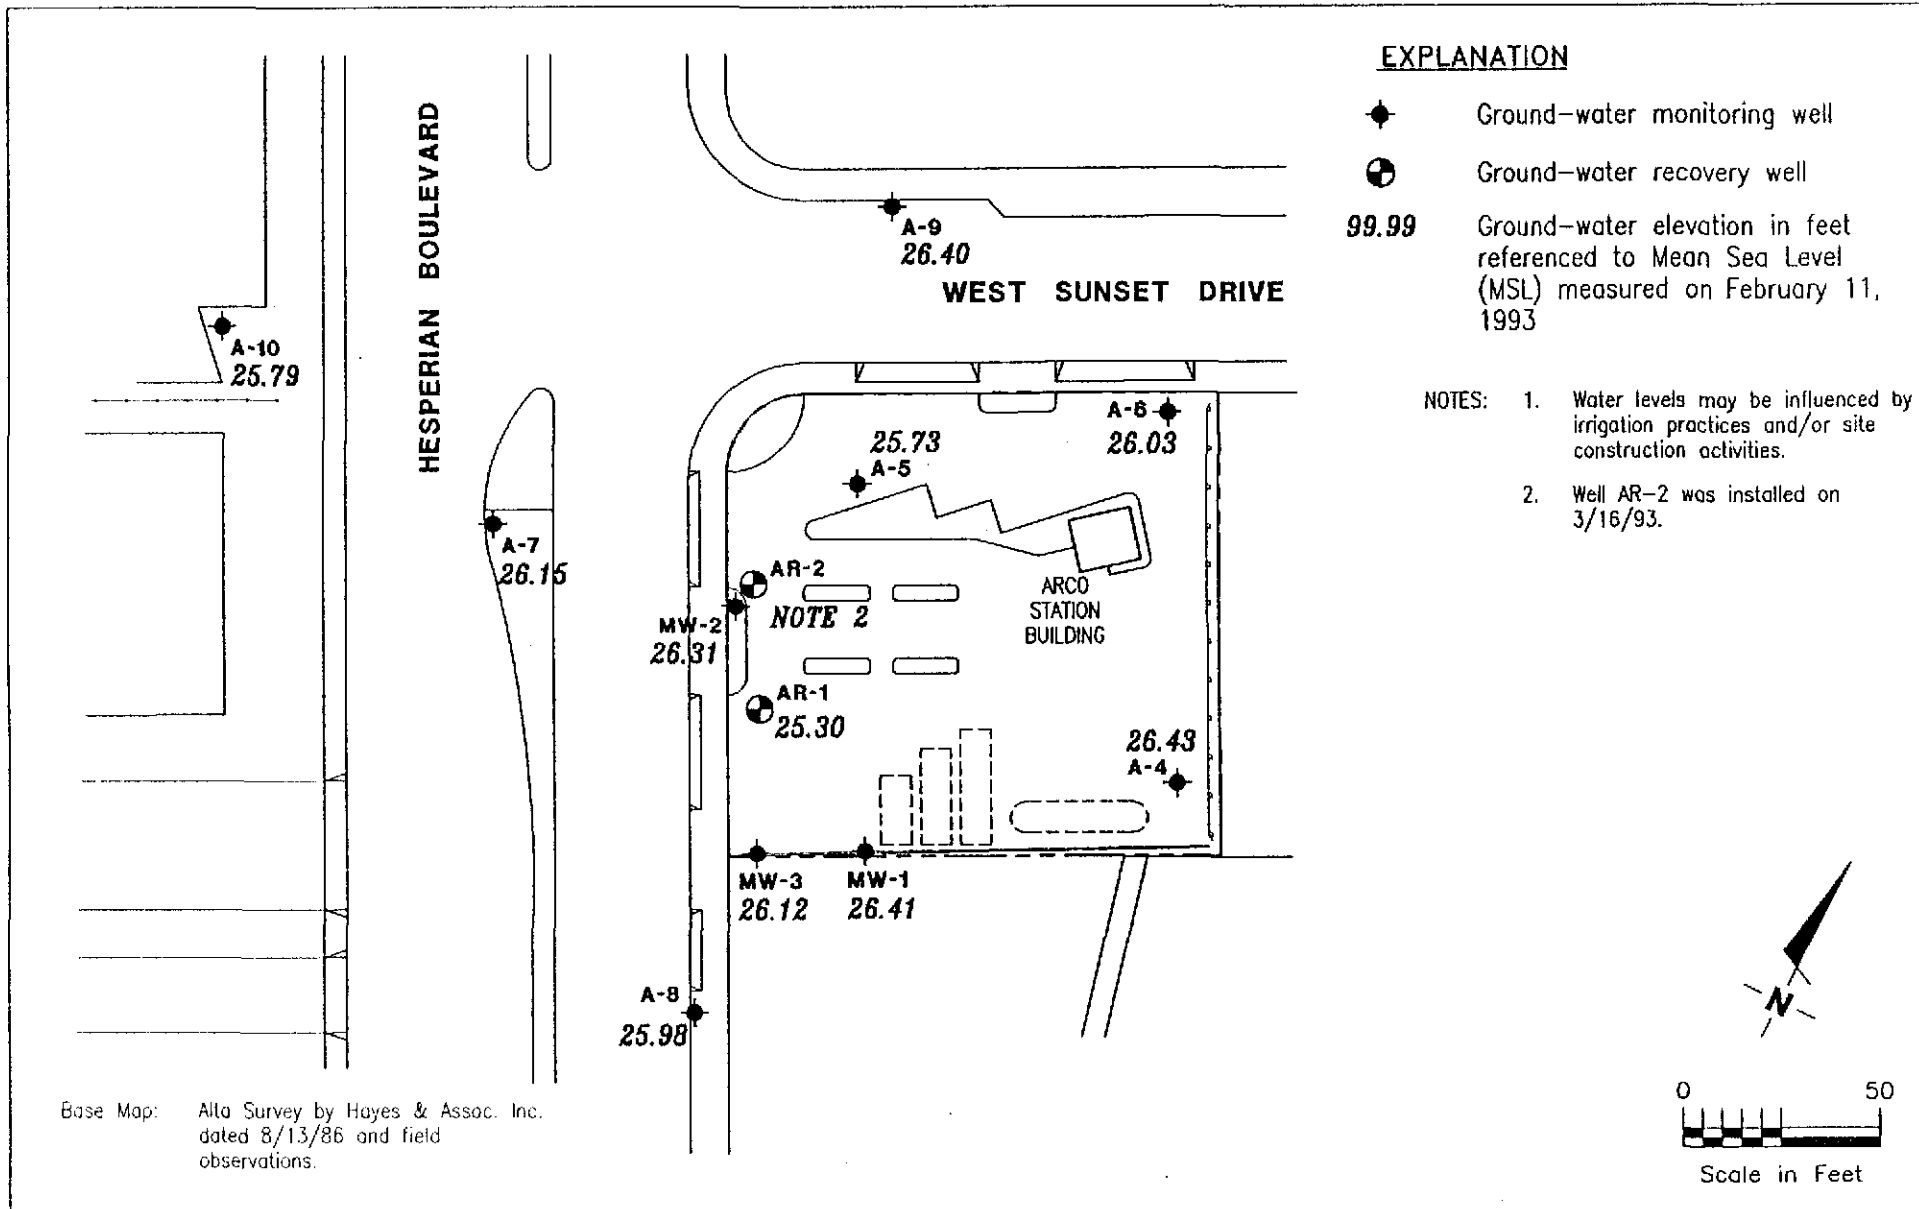 EXPLANATION
Ground-water monitoring well
Ground-water recovery well
99.99
Ground-water elevation in feet
referenced to Mean Sea Level
(MSL) measured on February 11,
1993
NOTES: 1. Water levels may be influenced by
irrigation practices and/or site
construction activities.
2. Well AR-2 was installed on
3/16/93.
HESPERIAN BOULEVARD
A-9
26.40
WEST SUNSET DRIVE
A-10
25.79
A-6
26.03
25.73
A-5
A-7
26.15
AR-2
NOTE 2
MW-2
26.31
ARCO
STATION
BUILDING
AR-1
25.30
26.43
A-4
MW-3
26.12
MW-1
26.41
A-8
25.98
N
0 50
Scale in Feet
Base Map: Alta Survey by Hayes & Assoc. Inc.
dated 8/13/86 and field
observations.